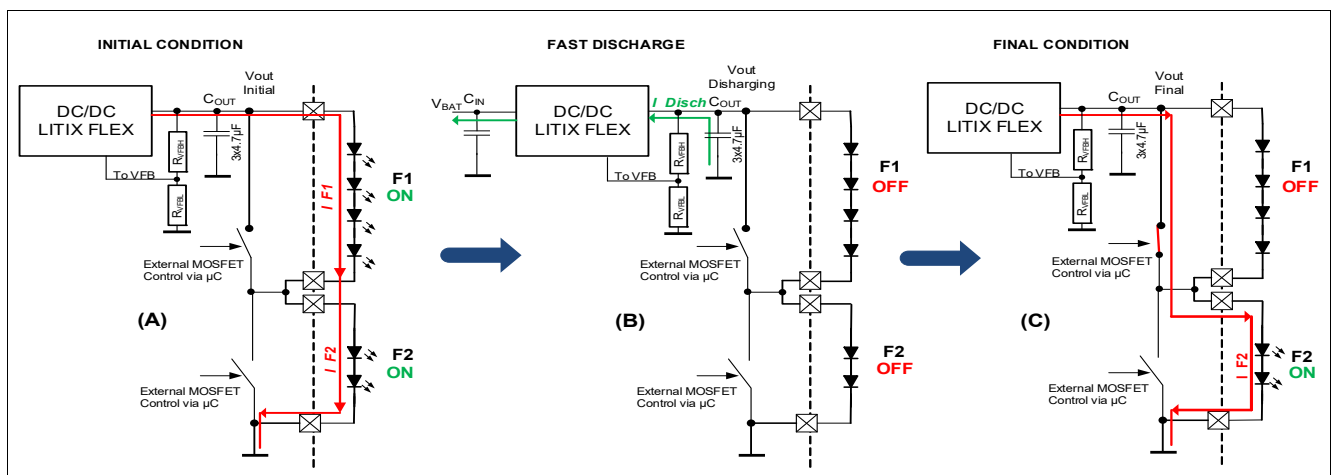 INITIAL CONDITION
Vout
Initial
DC/DC
LITIX FLEX
COUT
3x4.7µF
RVFBH
To VFB
RVFBL
I F1
F1
ON
External MOSFET
Control via µC
(A)
I F2
F2
ON
External MOSFET
Control via µC
FAST DISCHARGE
Vout
Disharging
VBAT
CIN
DC/DC
LITIX FLEX
I Disch
COUT
3x4.7µF
RVFBH
To VFB
RVFBL
F1
OFF
External MOSFET
Control via µC
(B)
F2
OFF
External MOSFET
Control via µC
FINAL CONDITION
Vout
Final
DC/DC
LITIX FLEX
COUT
3x4.7µF
RVFBH
To VFB
RVFBL
F1
OFF
External MOSFET
Control via µC
(C)
I F2
F2
ON
External MOSFET
Control via µC